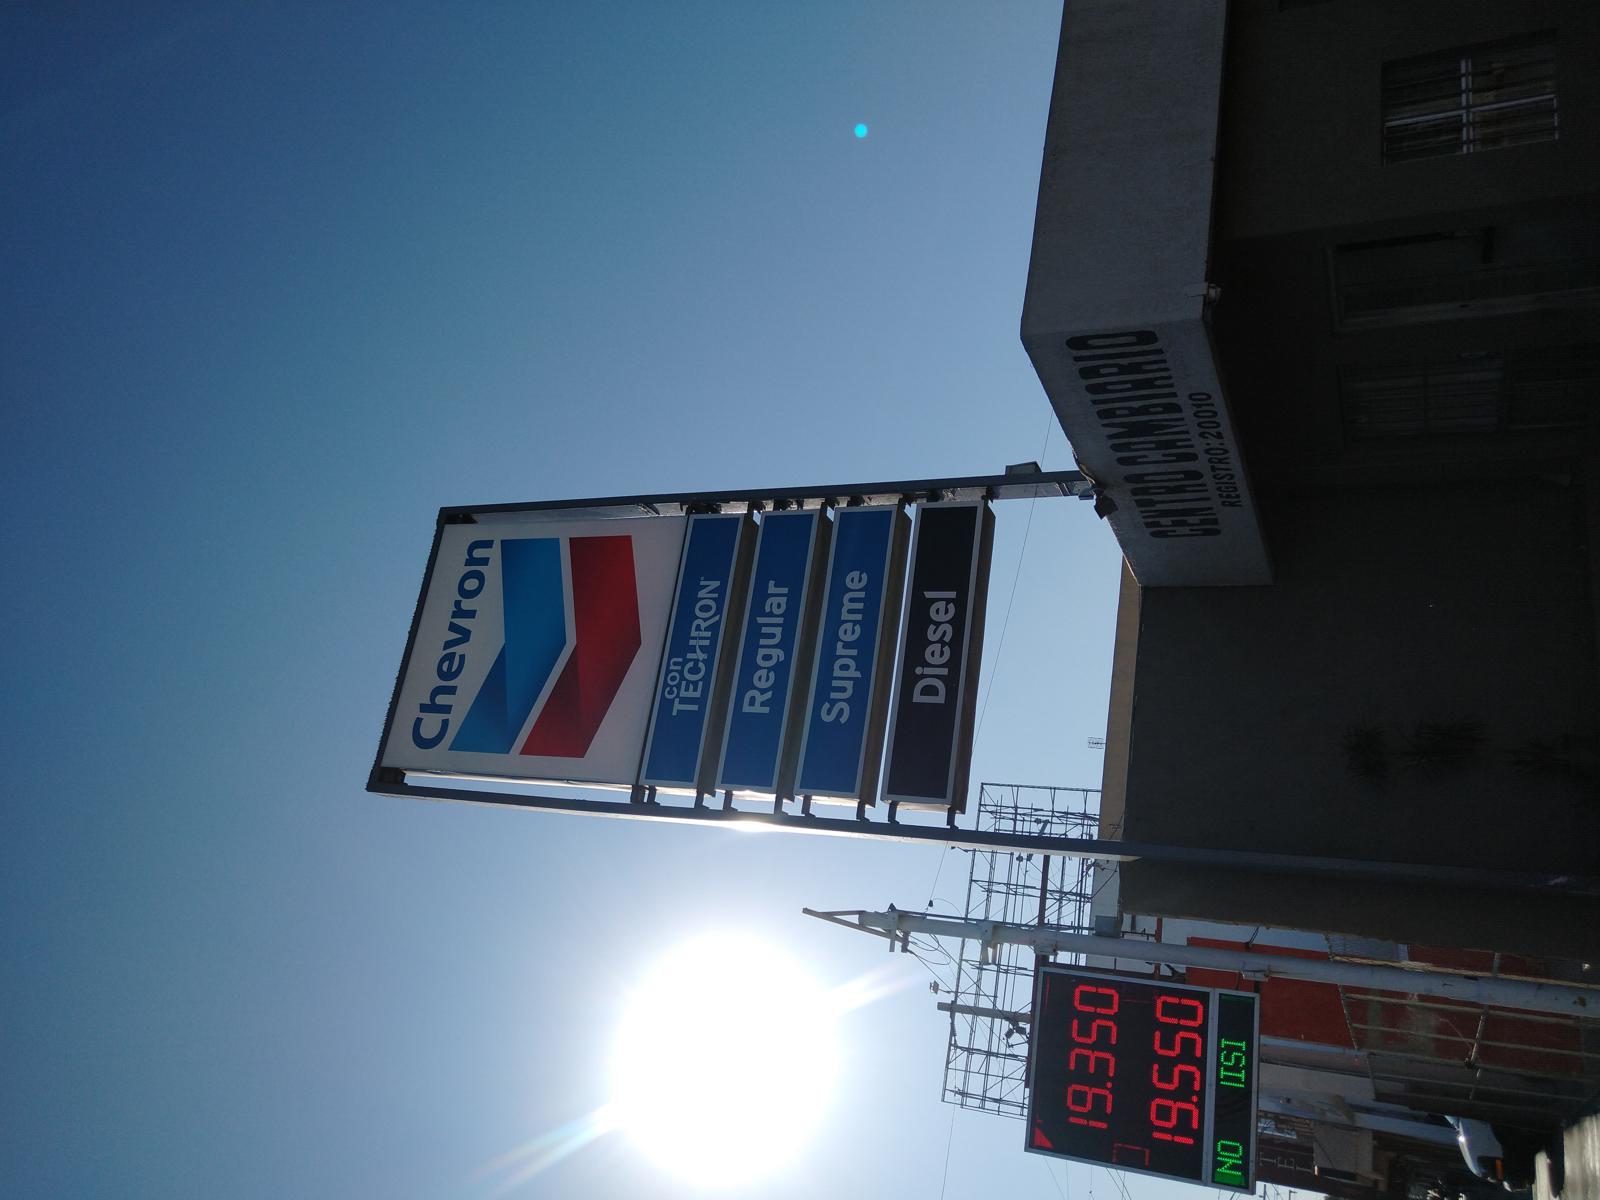 Chevron
con
TECHRON
Regular
Supreme
Diesel
CENTRO CAMBIARIO
REGISTRO: 20010
19.350
19.550
NO